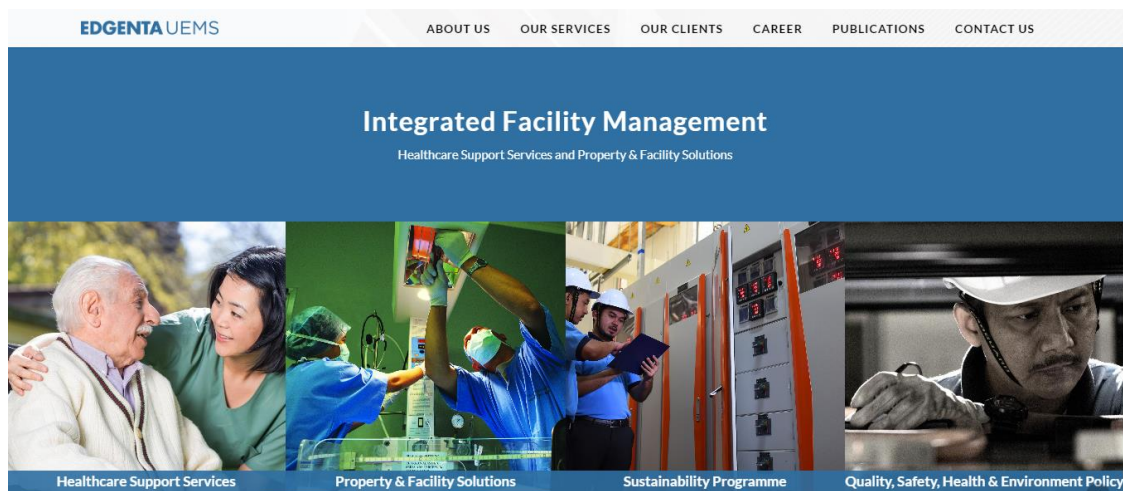 EDGENTA UEMS
ABOUT US OUR SERVICES OUR CLIENTS CAREER PUBLICATIONS CONTACT US
Integrated Facility Management
Healthcare Support Services and Property & Facility Solutions
Healthcare Support Services
Property & Facility Solutions
Sustainability Programme
Quality, Safety, Health & Environment Policy